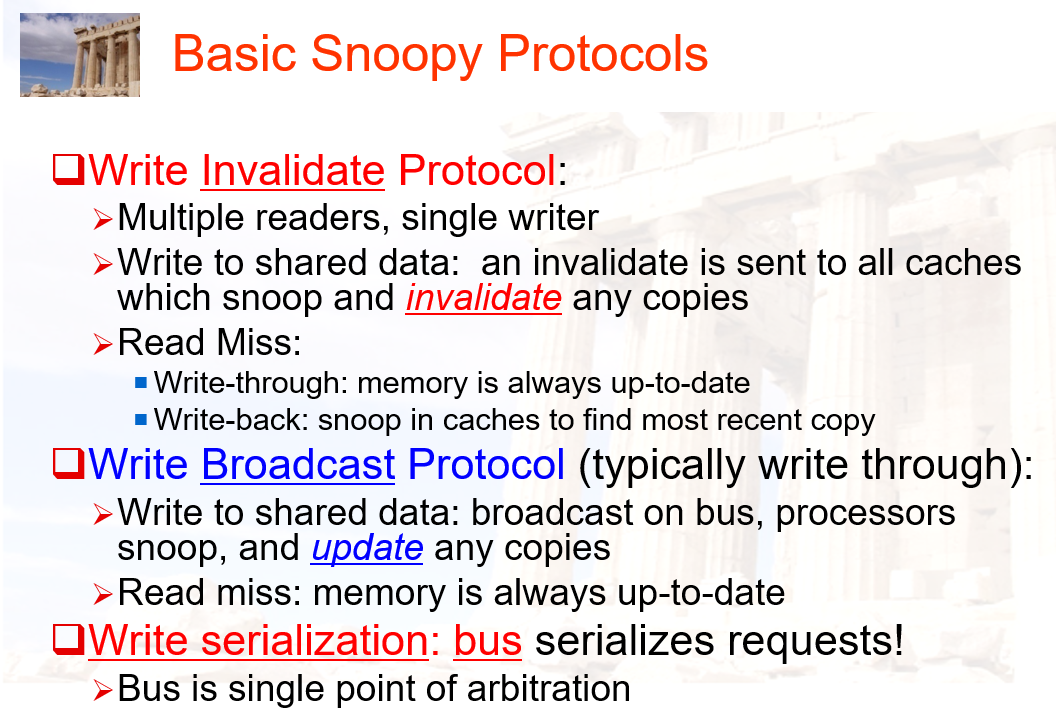 Basic Snoopy Protocols
Write Invalidate Protocol:
Multiple readers, single writer
Write to shared data:  an invalidate is sent to all caches
which snoop and invalidate any copies
Read Miss:
Write-through: memory is always up-to-date
Write-back: snoop in caches to find most recent copy
Write Broadcast Protocol (typically write through):
Write to shared data: broadcast on bus, processors
snoop, and update any copies
Read miss: memory is always up-to-date
Write serialization: bus serializes requests!
Bus is single point of arbitration